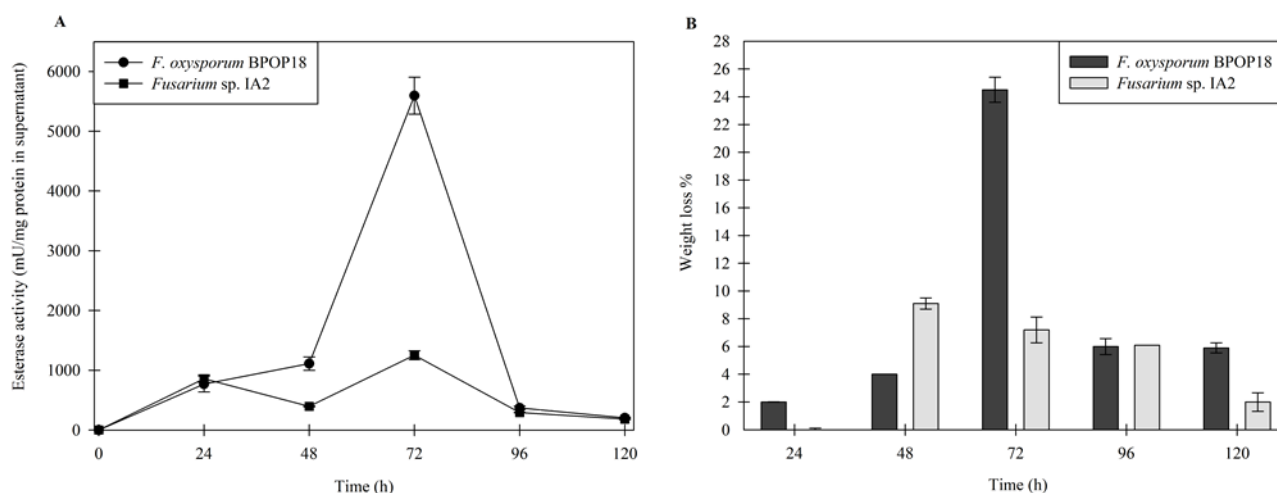 A
Esterase activity (mU/mg protein in supernatant)
6000
5000
4000
3000
2000
1000
0
F. oxysporum BPOP18
Fusarium sp. IA2
0 24 48 72 96 120
Time (h)
B
Weight loss %
28
26
24
22
20
18
16
14
12
10
8
6
4
2
0
F. oxysporum BPOP18
Fusarium sp. IA2
24 48 72 96 120
Time (h)